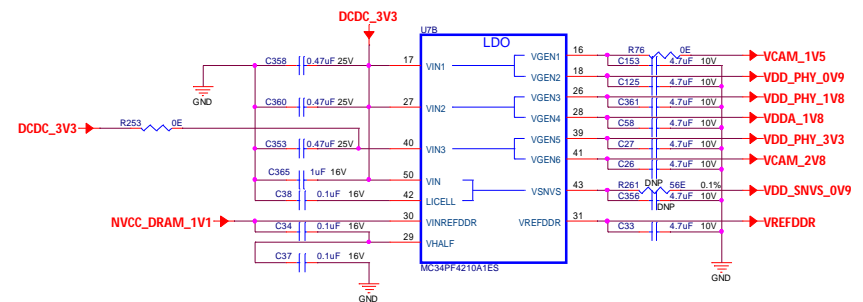 DCDC_3V3
U7B
LDO
C358 0.47uF 25V 17 VIN1 VGEN1 16 R76 0E VCAM_1V5
C153 4.7uF 10V
GND VGEN2 18 VDD_PHY_0V9
C125 4.7uF 10V
C360 0.47uF 25V 27 VIN2 VGEN3 26 VDD_PHY_1V8
C361 4.7uF 10V
VGEN4 28 VDDA_1V8
DCDC_3V3 R253 0E C58 4.7uF 10V
C353 0.47uF 25V 40 VIN3 VGEN5 39 VDD_PHY_3V3
C27 4.7uF 10V
VGEN6 41 VCAM_2V8
C365 1uF 16V 50 VIN C26 4.7uF 10V
C38 0.1uF 16V 42 LICELL VSNVS 43 R261 DNP 56E 0.1% VDD_SNVS_0V9
C356 4.7uF 10V
DNP
NVCC_DRAM_1V1 30 VINREFDDR VREFDDR 31 VREFDDR
C34 0.1uF 16V C33 4.7uF 10V
29 VHALF
C37 0.1uF 16V
MC34PF4210A1ES
GND
GND